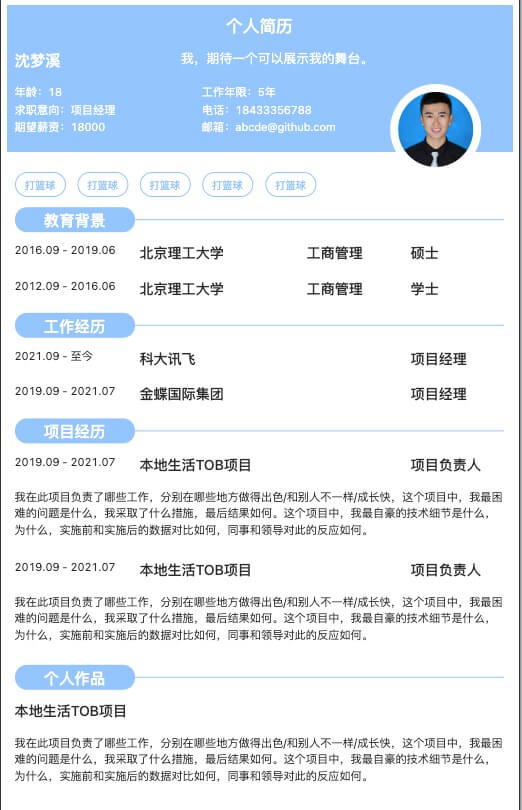 个人简历
沈梦溪 我，期待一个可以展示我的舞台。
年龄：18 工作年限：5年
求职意向：项目经理 电话：18433356788
期望薪资：18000 邮箱：abcde@github.com
打篮球 打篮球 打篮球 打篮球 打篮球
教育背景
2016.09 - 2019.06 北京理工大学 工商管理 硕士
2012.09 - 2016.06 北京理工大学 工商管理 学士
工作经历
2021.09 - 至今 科大讯飞 项目经理
2019.09 - 2021.07 金蝶国际集团 项目经理
项目经历
2019.09 - 2021.07 本地生活TOB项目 项目负责人
我在此项目负责了哪些工作，分别在哪些地方做得出色/和别人不一样/成长快，这个项目中，我最困
难的问题是什么，我采取了什么措施，最后结果如何。这个项目中，我最自豪的技术细节是什么，
为什么，实施前和实施后的数据对比如何，同事和领导对此的反应如何。
2019.09 - 2021.07 本地生活TOB项目 项目负责人
我在此项目负责了哪些工作，分别在哪些地方做得出色/和别人不一样/成长快，这个项目中，我最困
难的问题是什么，我采取了什么措施，最后结果如何。这个项目中，我最自豪的技术细节是什么，
为什么，实施前和实施后的数据对比如何，同事和领导对此的反应如何。
个人作品
本地生活TOB项目
我在此项目负责了哪些工作，分别在哪些地方做得出色/和别人不一样/成长快，这个项目中，我最困
难的问题是什么，我采取了什么措施，最后结果如何。这个项目中，我最自豪的技术细节是什么，
为什么，实施前和实施后的数据对比如何，同事和领导对此的反应如何。